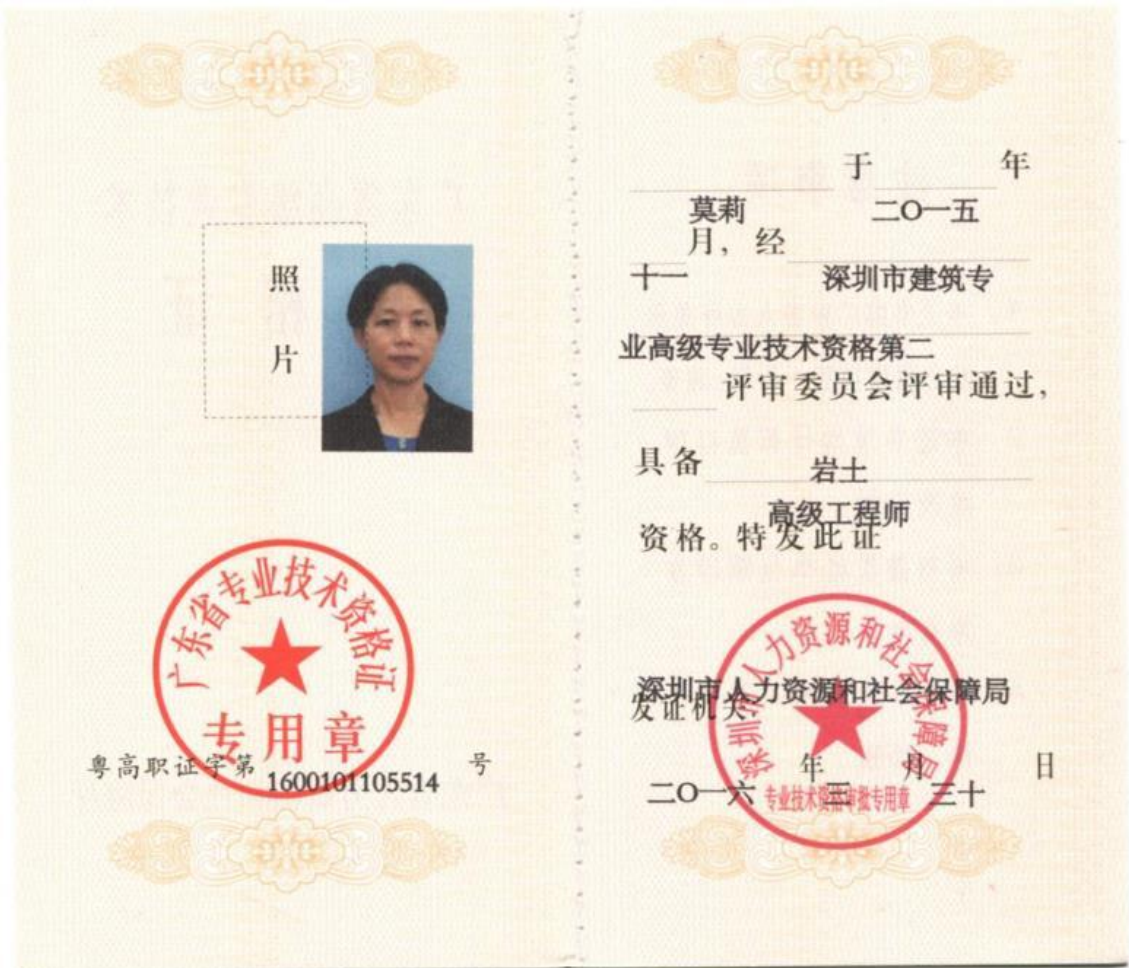 照
片
广东省专业技术资格证
专用章
粤高职证字第 1600101105514 号
于 年
莫莉 二O一五
月，经
十一 深圳市建筑专
业高级专业技术资格第二
评审委员会评审通过，
具备 岩土
高级工程师
资格。特发此证
深圳市人力资源和社会保障局
深圳市人力资源和社会保障局
发证机关：
年 月 日
二O一六 三 三十
专业技术资格审批专用章